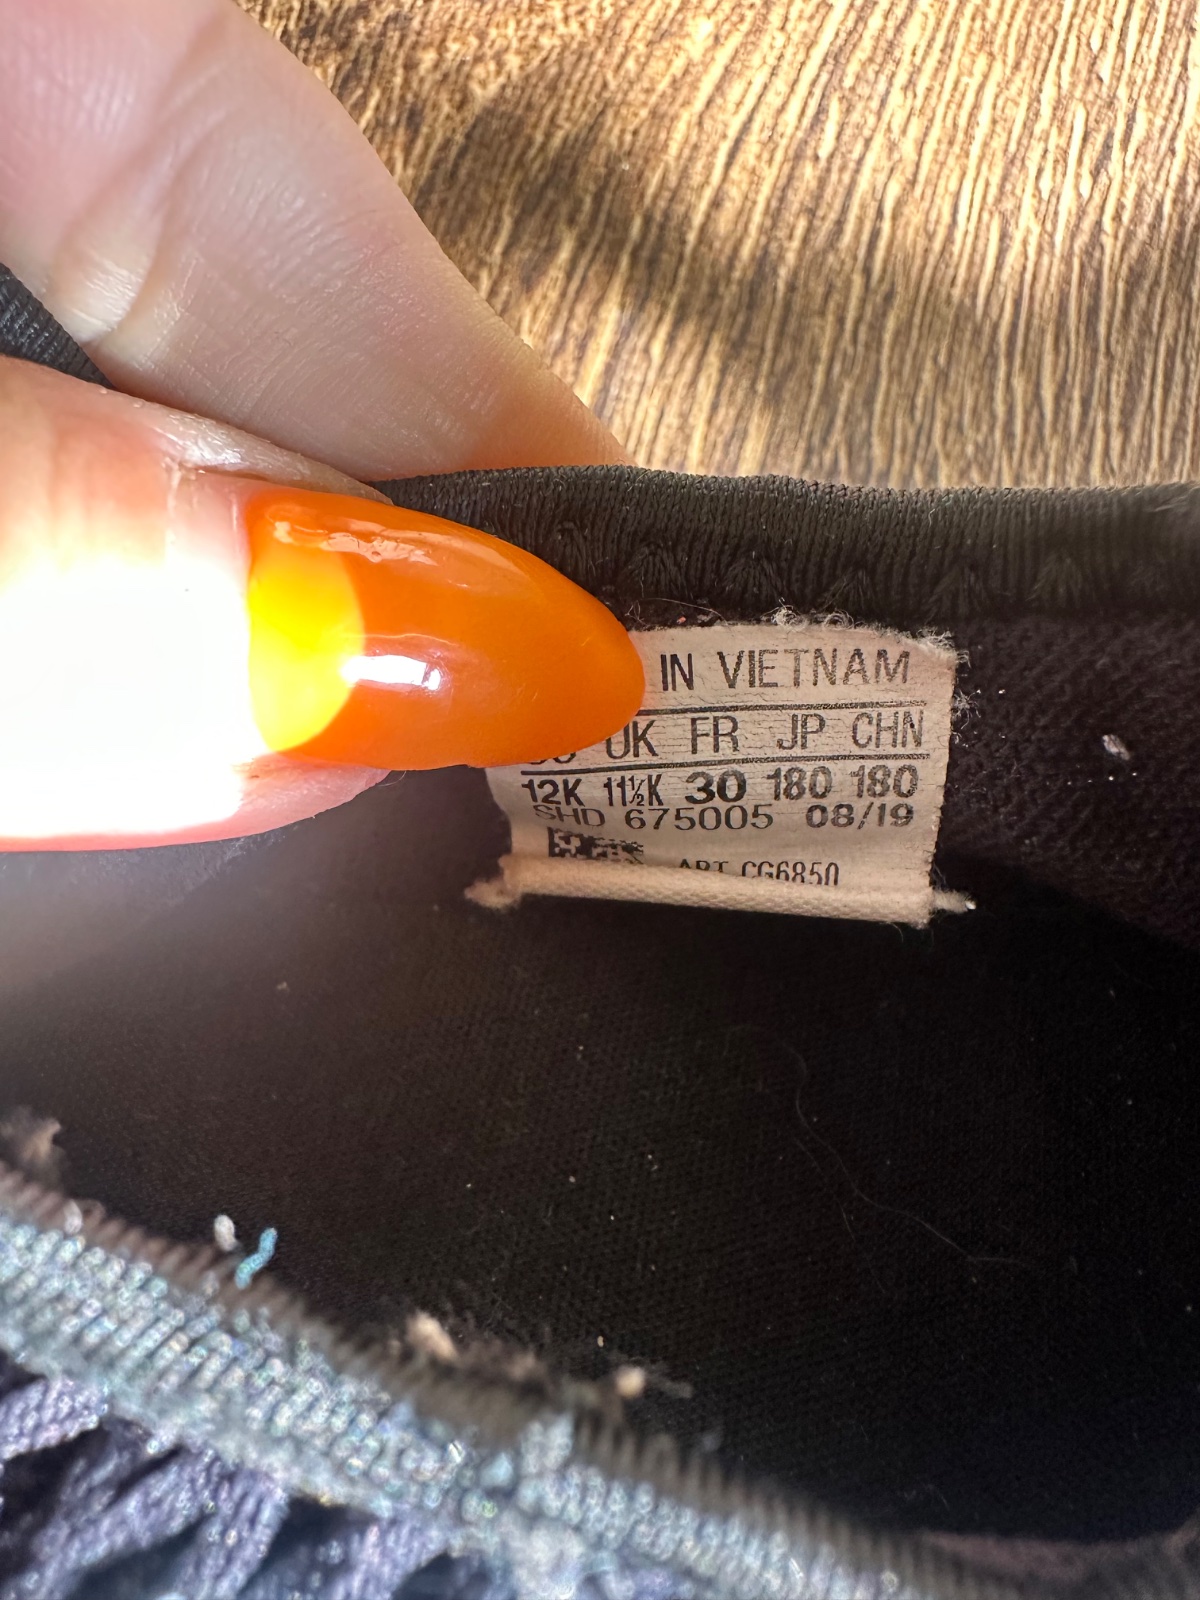 IN VIETNAM
UK FR JP CHN
12K 11½K 30 180 180
SHD 675005 08/19
ART CG6850